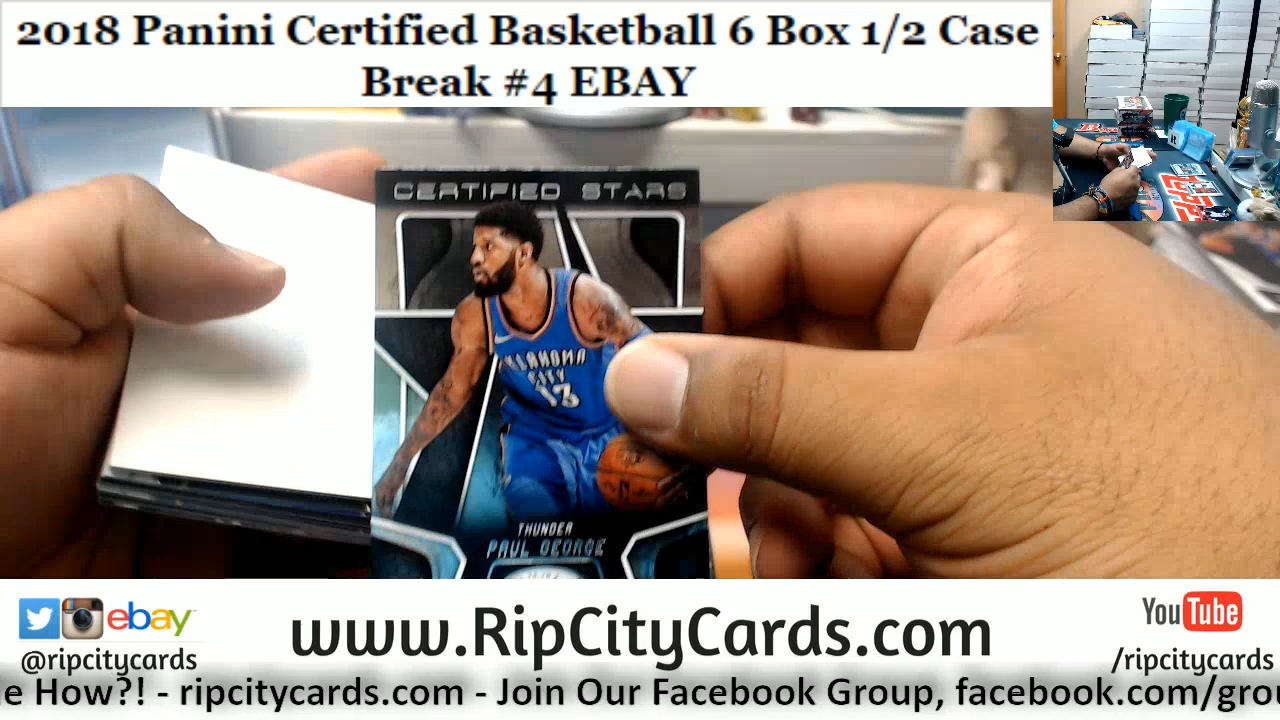 2018 Panini Certified Basketball 6 Box 1/2 Case
Break #4 EBAY
CERTIFIED STARS
OKLAHOMA
CITY
13
THUNDER
PAUL GEORGE
ebay
@ripcitycards
www.RipCityCards.com
YouTube
/ripcitycards
e How?! - ripcitycards.com - Join Our Facebook Group, facebook.com/grou